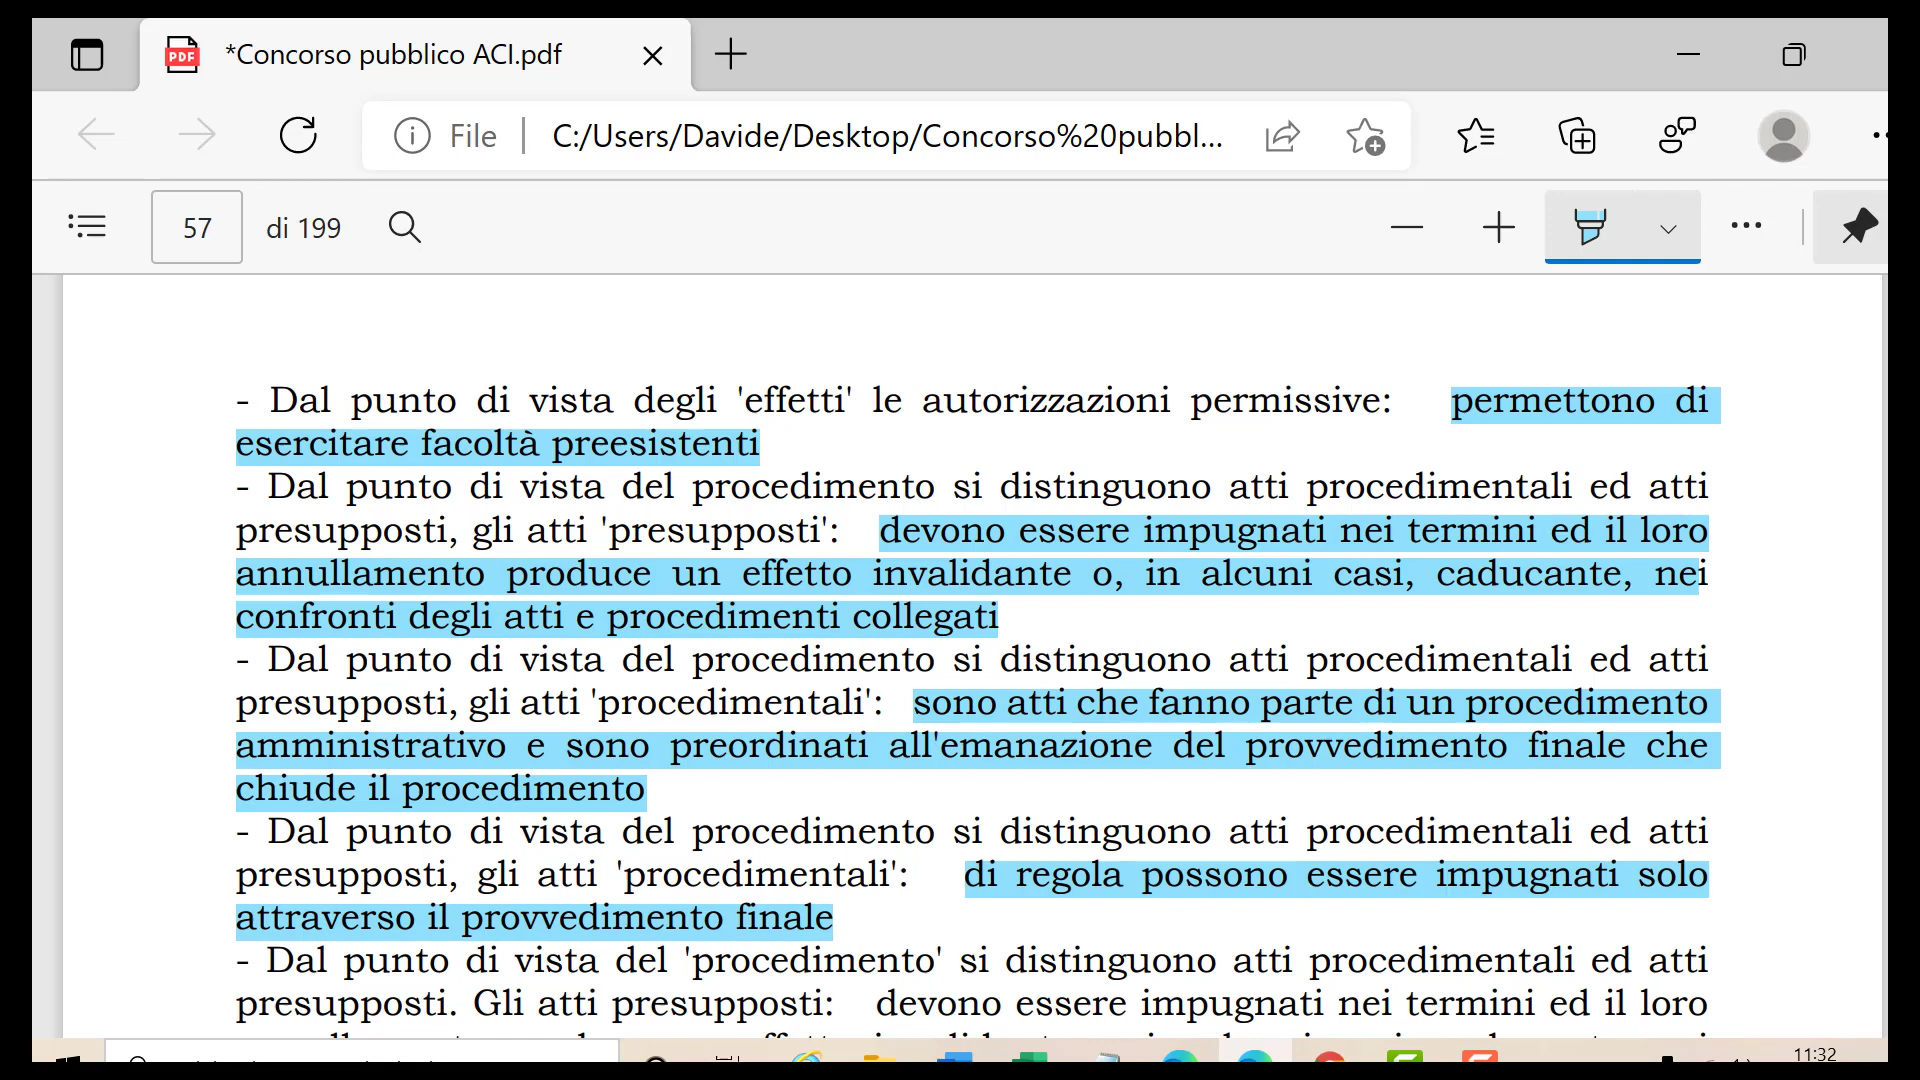 *Concorso pubblico ACI.pdf
PDF
File
C:/Users/Davide/Desktop/Concorso%20pubbl...
57
di 199
- Dal punto di vista degli 'effetti' le autorizzazioni permissive: permettono di
esercitare facoltà preesistenti
- Dal punto di vista del procedimento si distinguono atti procedimentali ed atti
presupposti, gli atti 'presupposti': devono essere impugnati nei termini ed il loro
annullamento produce un effetto invalidante o, in alcuni casi, caducante, nei
confronti degli atti e procedimenti collegati
- Dal punto di vista del procedimento si distinguono atti procedimentali ed atti
presupposti, gli atti 'procedimentali': sono atti che fanno parte di un procedimento
amministrativo e sono preordinati all'emanazione del provvedimento finale che
chiude il procedimento
- Dal punto di vista del procedimento si distinguono atti procedimentali ed atti
presupposti, gli atti 'procedimentali': di regola possono essere impugnati solo
attraverso il provvedimento finale
- Dal punto di vista del 'procedimento' si distinguono atti procedimentali ed atti
presupposti. Gli atti presupposti: devono essere impugnati nei termini ed il loro
11:32